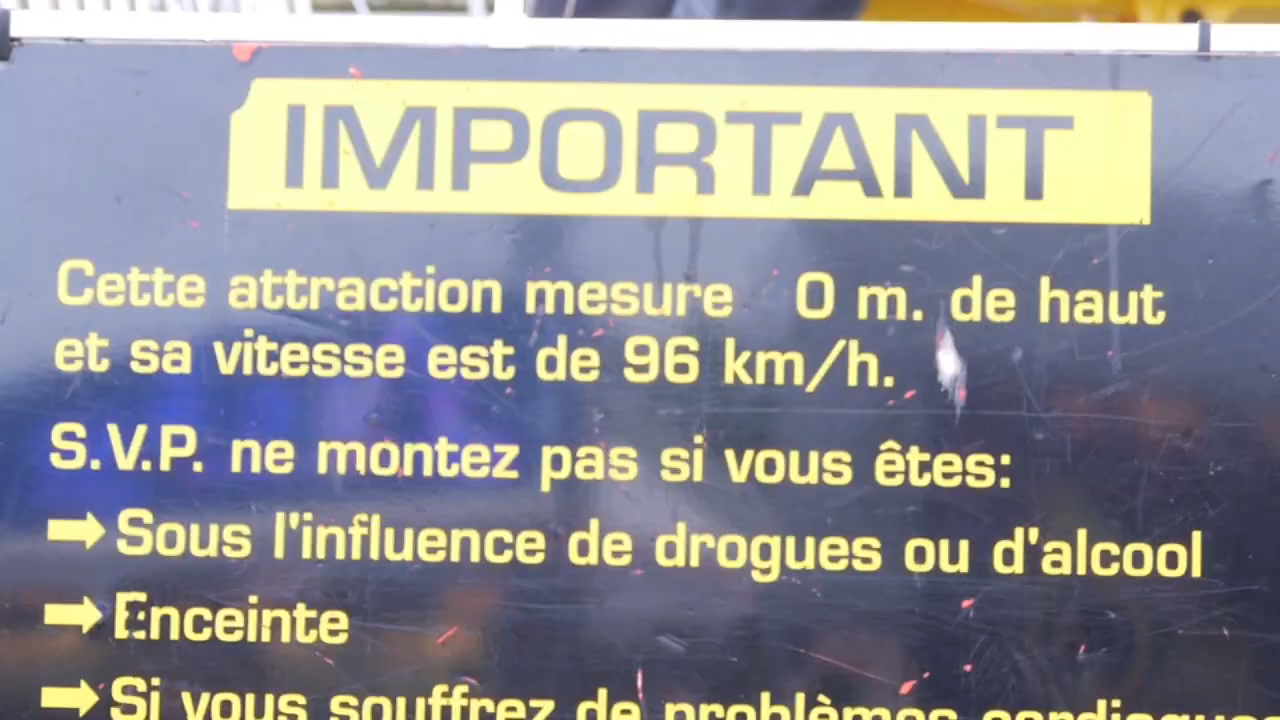 IMPORTANT
Cette attraction mesure 0 m. de haut
et sa vitesse est de 96 km/h.
S.V.P. ne montez pas si vous êtes:
Sous l'influence de drogues ou d'alcool
Enceinte
Si vous souffrez de problèmes